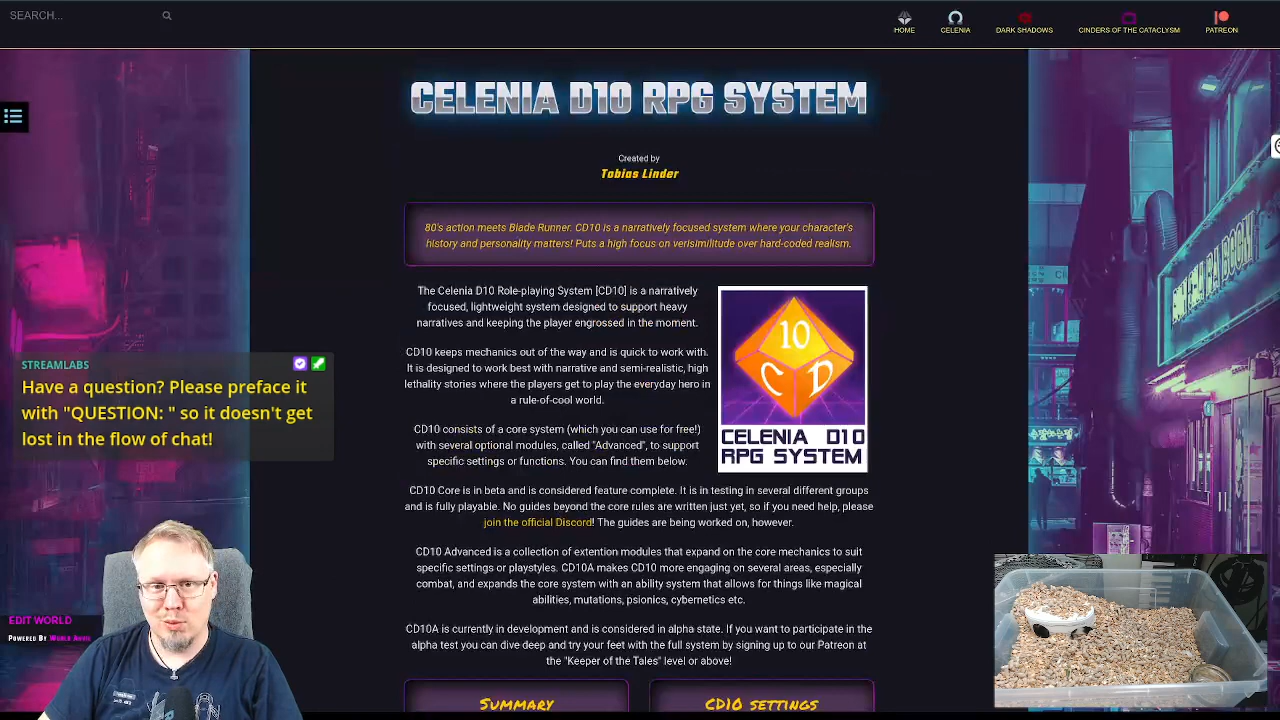 SEARCH...
HOME
CELENIA
DARK SHADOWS
CINDERS OF THE CATACLYSM
PATREON
CELENIA D10 RPG SYSTEM
Created by
Tobias Linder
80's action meets Blade Runner. CD10 is a narratively focused system where your character's
history and personality matters! Puts a high focus on verisimilitude over hard-coded realism.
The Celenia D10 Role-playing System [CD10] is a narratively
focused, lightweight system designed to support heavy
narratives and keeping the player engrossed in the moment.
CD10 keeps mechanics out of the way and is quick to work with.
It is designed to work best with narrative and semi-realistic, high
lethality stories where the players get to play the everyday hero in
a rule-of-cool world.
CD10 consists of a core system (which you can use for free!)
with several optional modules, called "Advanced", to support
specific settings or functions. You can find them below.
10
C D
CELENIA D10
RPG SYSTEM
CD10 Core is in beta and is considered feature complete. It is in testing in several different groups
and is fully playable. No guides beyond the core rules are written just yet, so if you need help, please
join the official Discord! The guides are being worked on, however.
CD10 Advanced is a collection of extention modules that expand on the core mechanics to suit
specific settings or playstyles. CD10A makes CD10 more engaging on several areas, especially
combat, and expands the core system with an ability system that allows for things like magical
abilities, mutations, psionics, cybernetics etc.
CD10A is currently in development and is considered in alpha state. If you want to participate in the
alpha test you can dive deep and try your feet with the full system by signing up to our Patreon at
the "Keeper of the Tales" level or above!
Summary
CD10 settings
STREAMLABS
Have a question? Please preface it
with "QUESTION: " so it doesn't get
lost in the flow of chat!
EDIT WORLD
Powered By World Anvil